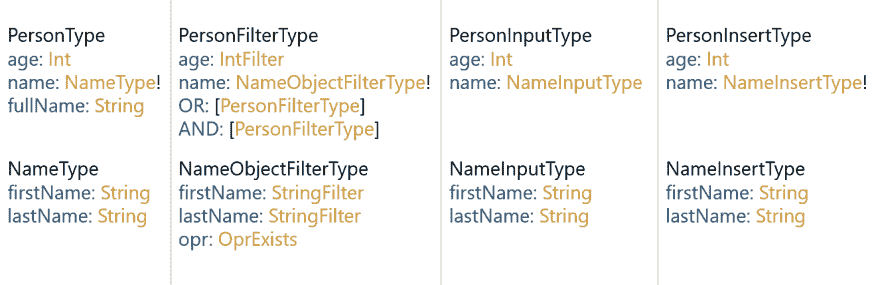 PersonType
age: Int
name: NameType!
fullName: String
PersonFilterType
age: IntFilter
name: NameObjectFilterType!
OR: [PersonFilterType]
AND: [PersonFilterType]
PersonInputType
age: Int
name: NameInputType
PersonInsertType
age: Int
name: NameInsertType!
NameType
firstName: String
lastName: String
NameObjectFilterType
firstName: StringFilter
lastName: StringFilter
opr: OprExists
NameInputType
firstName: String
lastName: String
NameInsertType
firstName: String
lastName: String